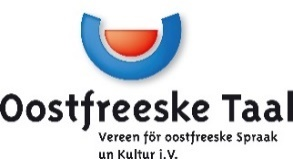 Oostfreeske Taal
Vereen för oostfreeske Spraak
un Kultur i.V.